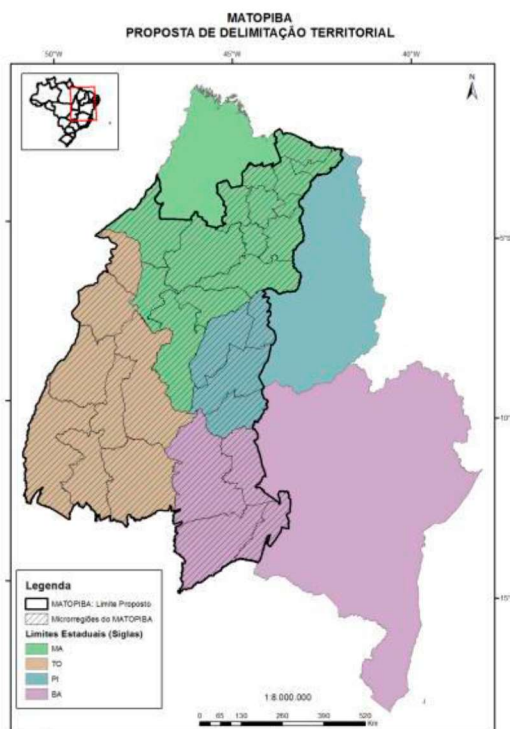 MATOPIBA
PROPOSTA DE DELIMITAÇÃO TERRITORIAL
50°W
45°W
40°W
N
5°S
10°S
15°S
Legenda
MATOPIBA: Limite Proposto
Microrregiões do MATOPIBA
Limites Estaduais (Siglas)
MA
TO
PI
BA
1:8.000.000
0 65 130 260 390 520
Km